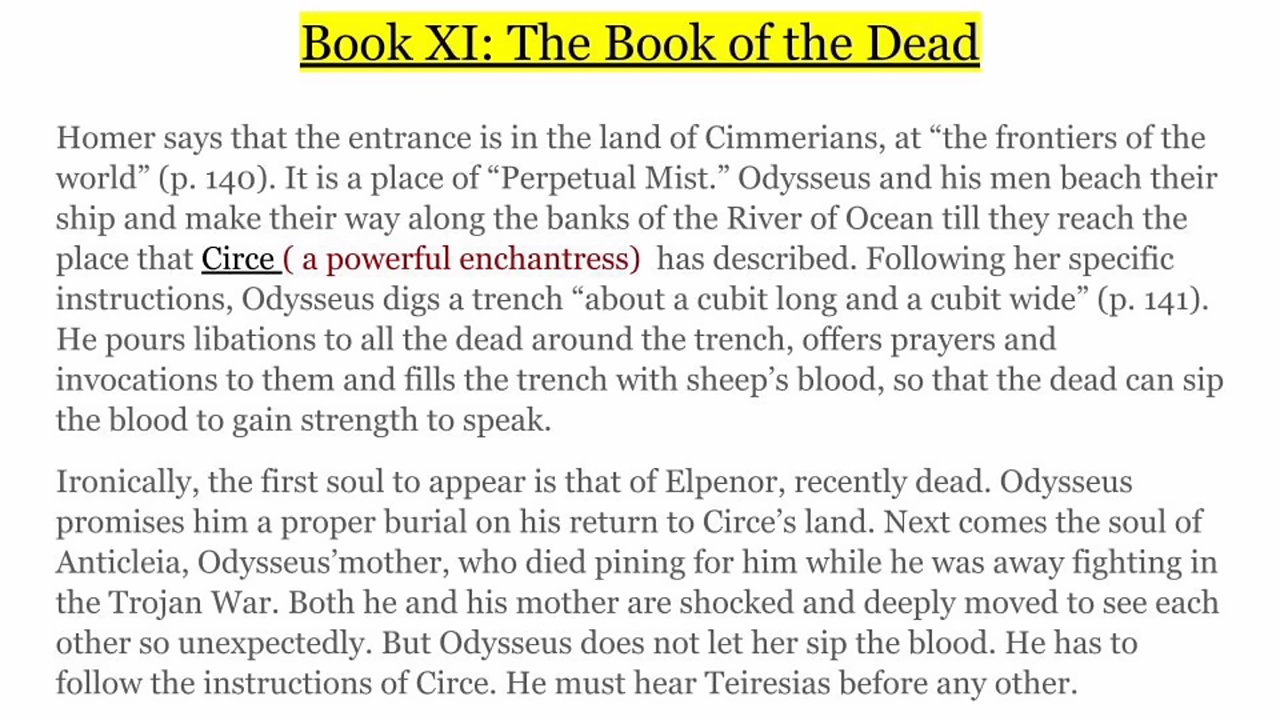 Book XI: The Book of the Dead
Homer says that the entrance is in the land of Cimmerians, at “the frontiers of the
world” (p. 140). It is a place of “Perpetual Mist.” Odysseus and his men beach their
ship and make their way along the banks of the River of Ocean till they reach the
place that Circe ( a powerful enchantress)  has described. Following her specific
instructions, Odysseus digs a trench “about a cubit long and a cubit wide” (p. 141).
He pours libations to all the dead around the trench, offers prayers and
invocations to them and fills the trench with sheep’s blood, so that the dead can sip
the blood to gain strength to speak.
Ironically, the first soul to appear is that of Elpenor, recently dead. Odysseus
promises him a proper burial on his return to Circe’s land. Next comes the soul of
Anticleia, Odysseus’mother, who died pining for him while he was away fighting in
the Trojan War. Both he and his mother are shocked and deeply moved to see each
other so unexpectedly. But Odysseus does not let her sip the blood. He has to
follow the instructions of Circe. He must hear Teiresias before any other.